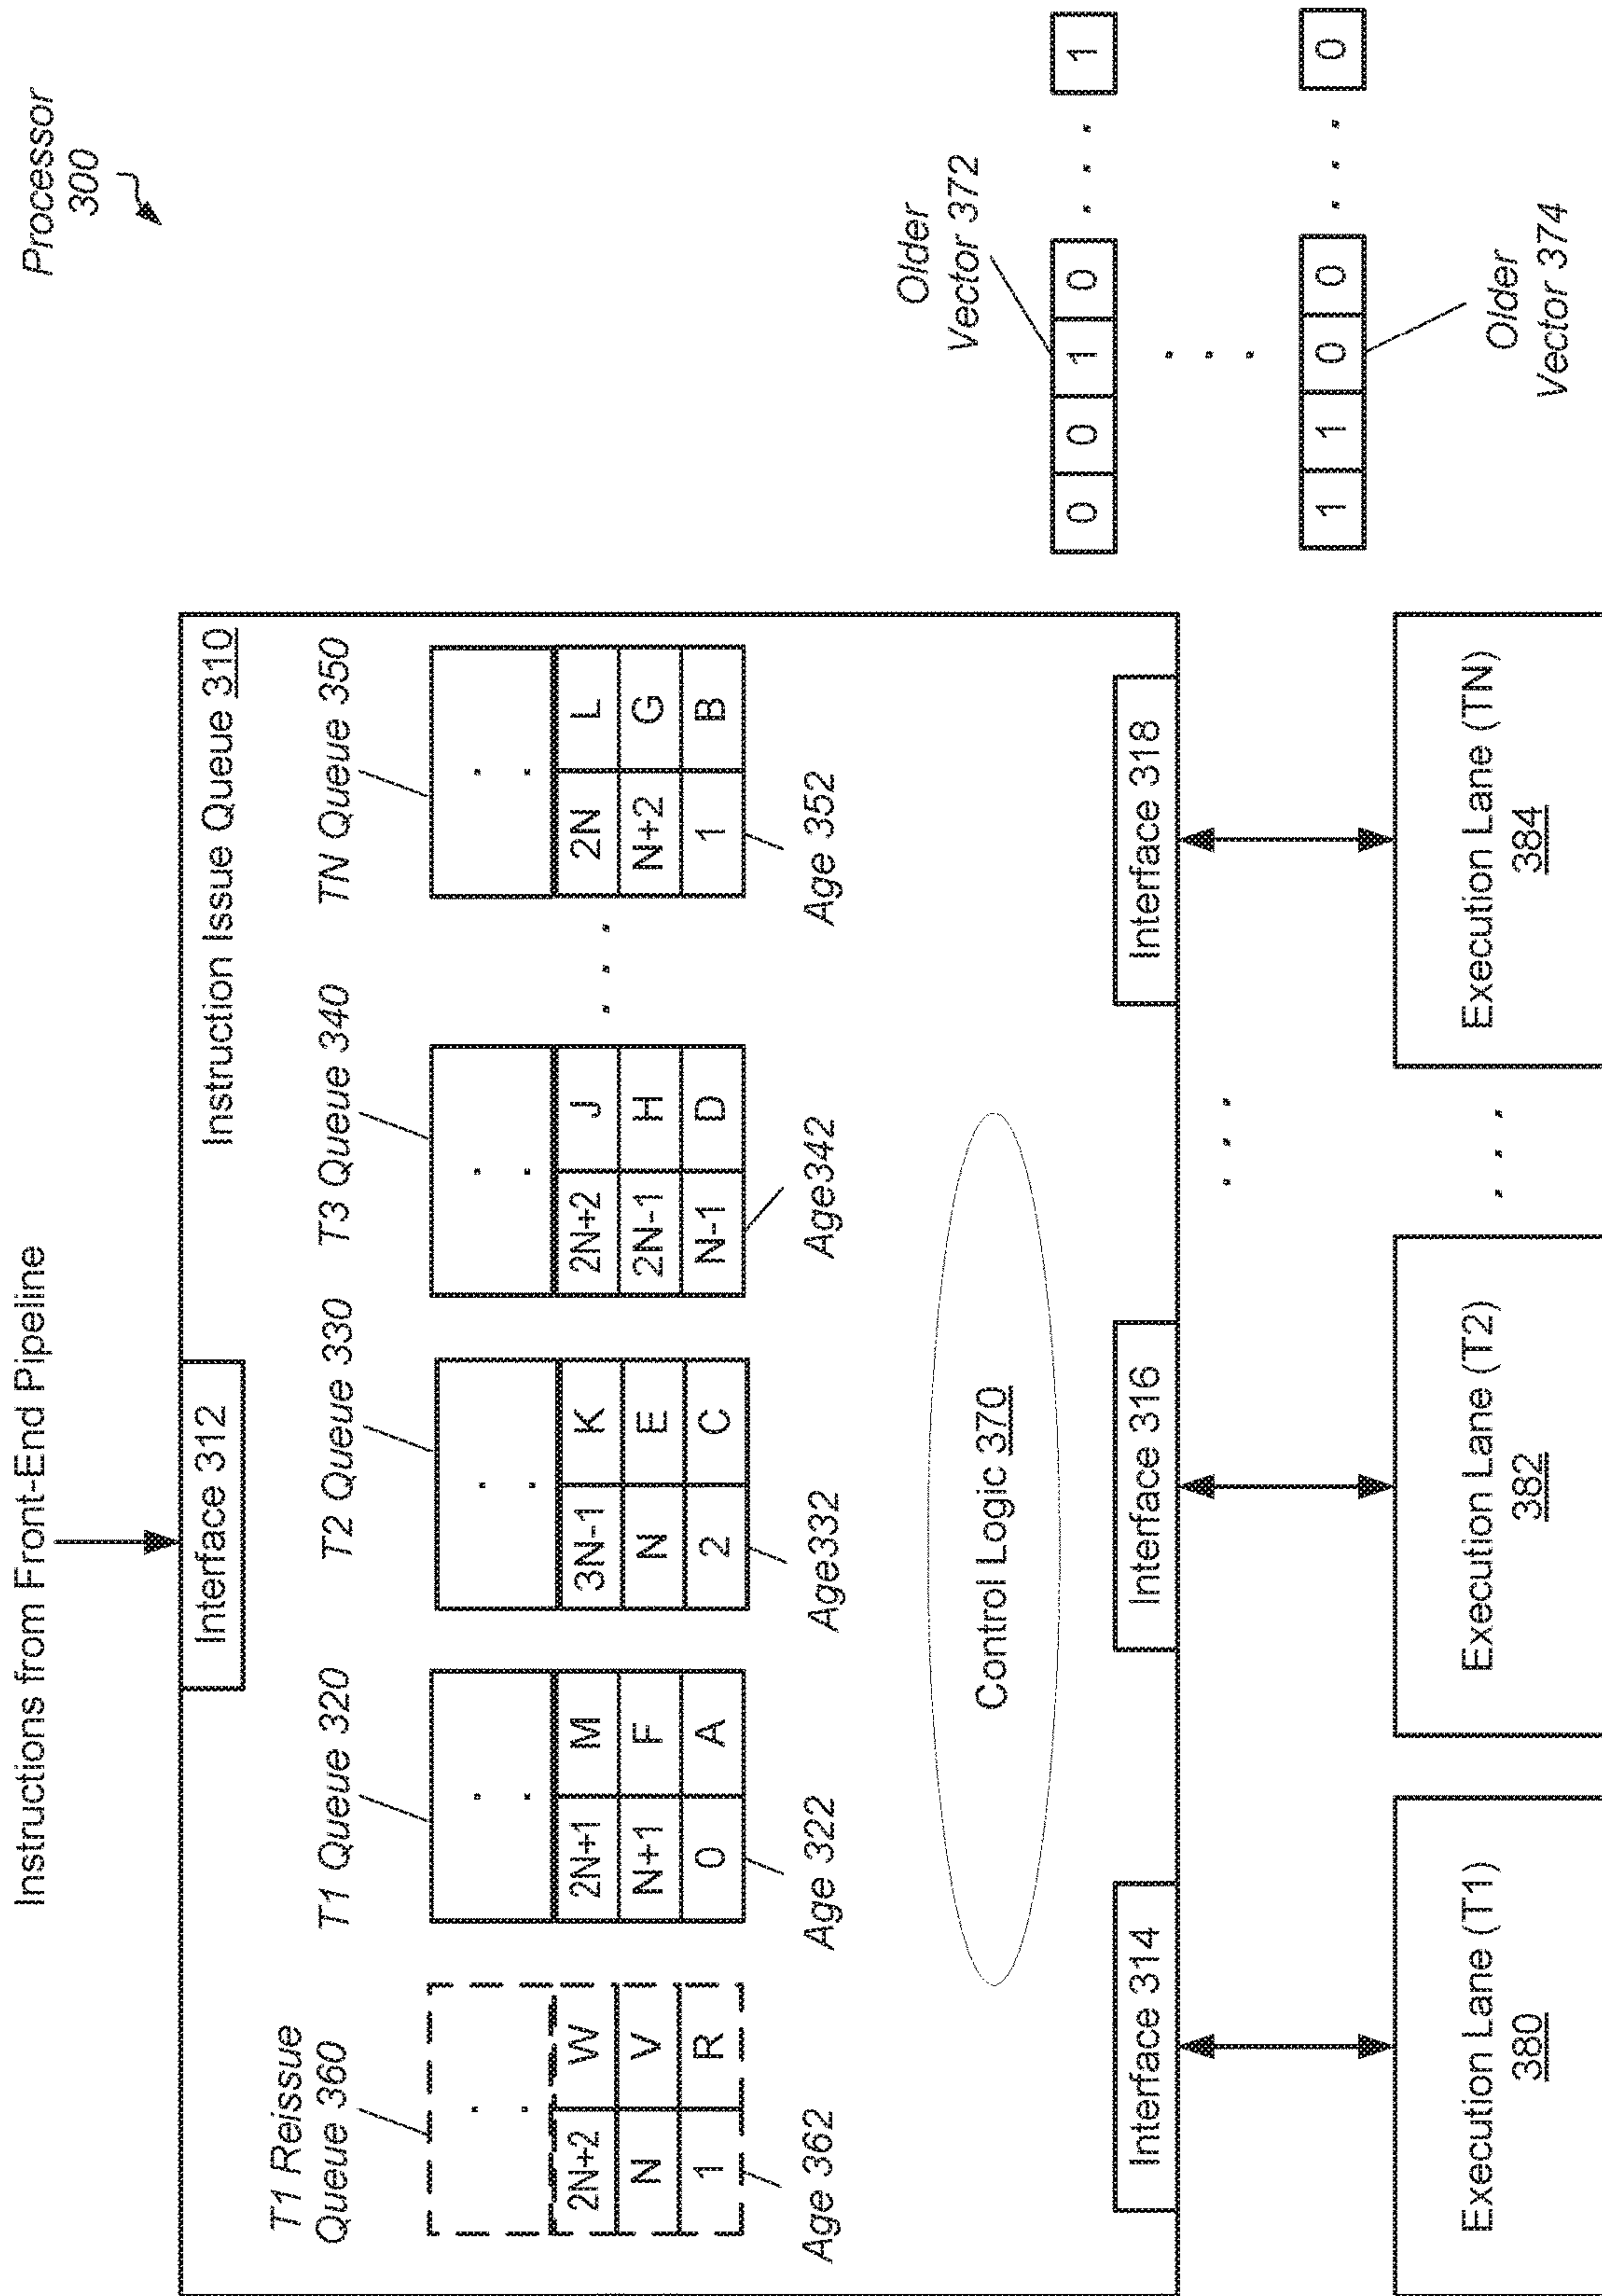 Instructions from Front-End Pipeline
Processor
300
Interface 312
Instruction Issue Queue 310
T1 Reissue
Queue 360
T1 Queue 320
T2 Queue 330
T3 Queue 340
TN Queue 350
. . .
2N+2 W
N V
1 R
2N+1 M
N+1 F
0 A
3N-1 K
N E
2 C
2N+2 J
2N-1 H
N-1 D
2N L
N+2 G
1 B
Age 362
Age 322
Age332
Age342
Age 352
Control Logic 370
Interface 314
Interface 316
Interface 318
. . .
Execution Lane (T1)
380
Execution Lane (T2)
382
. . .
Execution Lane (TN)
384
Older
Vector 372
0 0 1 0 . . . 1
. . .
1 1 0 0 . . . 0
Older
Vector 374